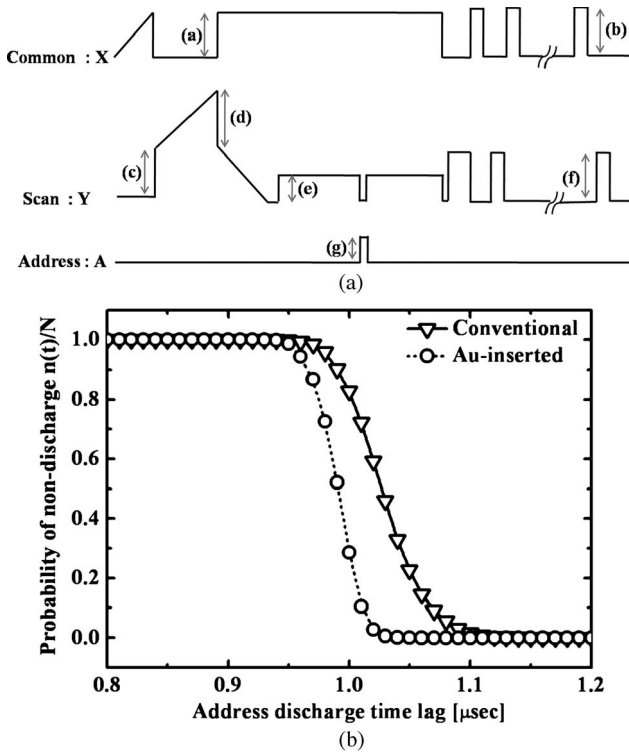 (a)
(b)
Common : X
(d)
(c)
(e)
(f)
Scan : Y
(g)
Address : A
(a)
Conventional
Au-inserted
Probability of non-discharge n(t)/N
1.0
0.8
0.6
0.4
0.2
0.0
0.8 0.9 1.0 1.1 1.2
Address discharge time lag [μsec]
(b)